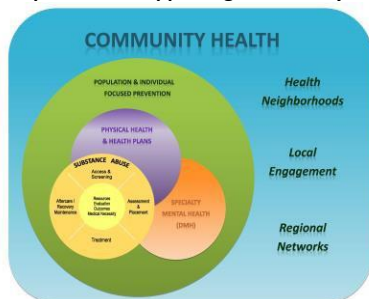 COMMUNITY HEALTH
POPULATION & INDIVIDUAL
FOCUSED PREVENTION
Health
Neighborhoods
PHYSICAL HEALTH
& HEALTH PLANS
SUBSTANCE ABUSE
Access &
Screening
Local
Engagement
Aftercare /
Recovery
Maintenance
Resources
Evaluation
Outcomes
Medical Necessity
Assessment
&
Placement
SPECIALTY
MENTAL HEALTH
(DMH)
Treatment
Regional
Networks